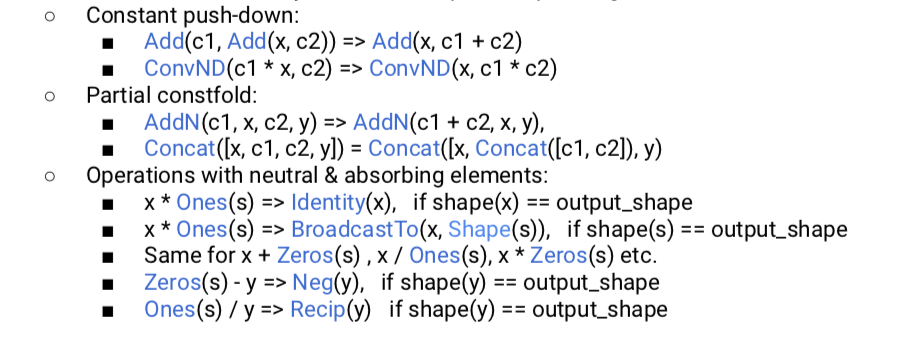 ○ Constant push-down:
■ Add(c1, Add(x, c2)) => Add(x, c1 + c2)
■ ConvND(c1 * x, c2) => ConvND(x, c1 * c2)
○ Partial constfold:
■ AddN(c1, x, c2, y) => AddN(c1 + c2, x, y),
■ Concat([x, c1, c2, y]) = Concat([x, Concat([c1, c2]), y)
○ Operations with neutral & absorbing elements:
■ x * Ones(s) => Identity(x), if shape(x) == output_shape
■ x * Ones(s) => BroadcastTo(x, Shape(s)), if shape(s) == output_shape
■ Same for x + Zeros(s) , x / Ones(s), x * Zeros(s) etc.
■ Zeros(s) - y => Neg(y), if shape(y) == output_shape
■ Ones(s) / y => Recip(y) if shape(y) == output_shape